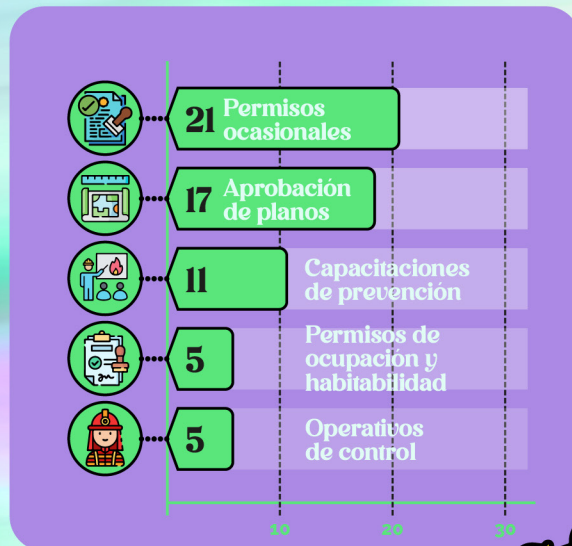 21 Permisos
ocasionales
17 Aprobación
de planos
11 Capacitaciones
de prevención
5 Permisos de
ocupación y
habitabilidad
5 Operativos
de control
10 20 30